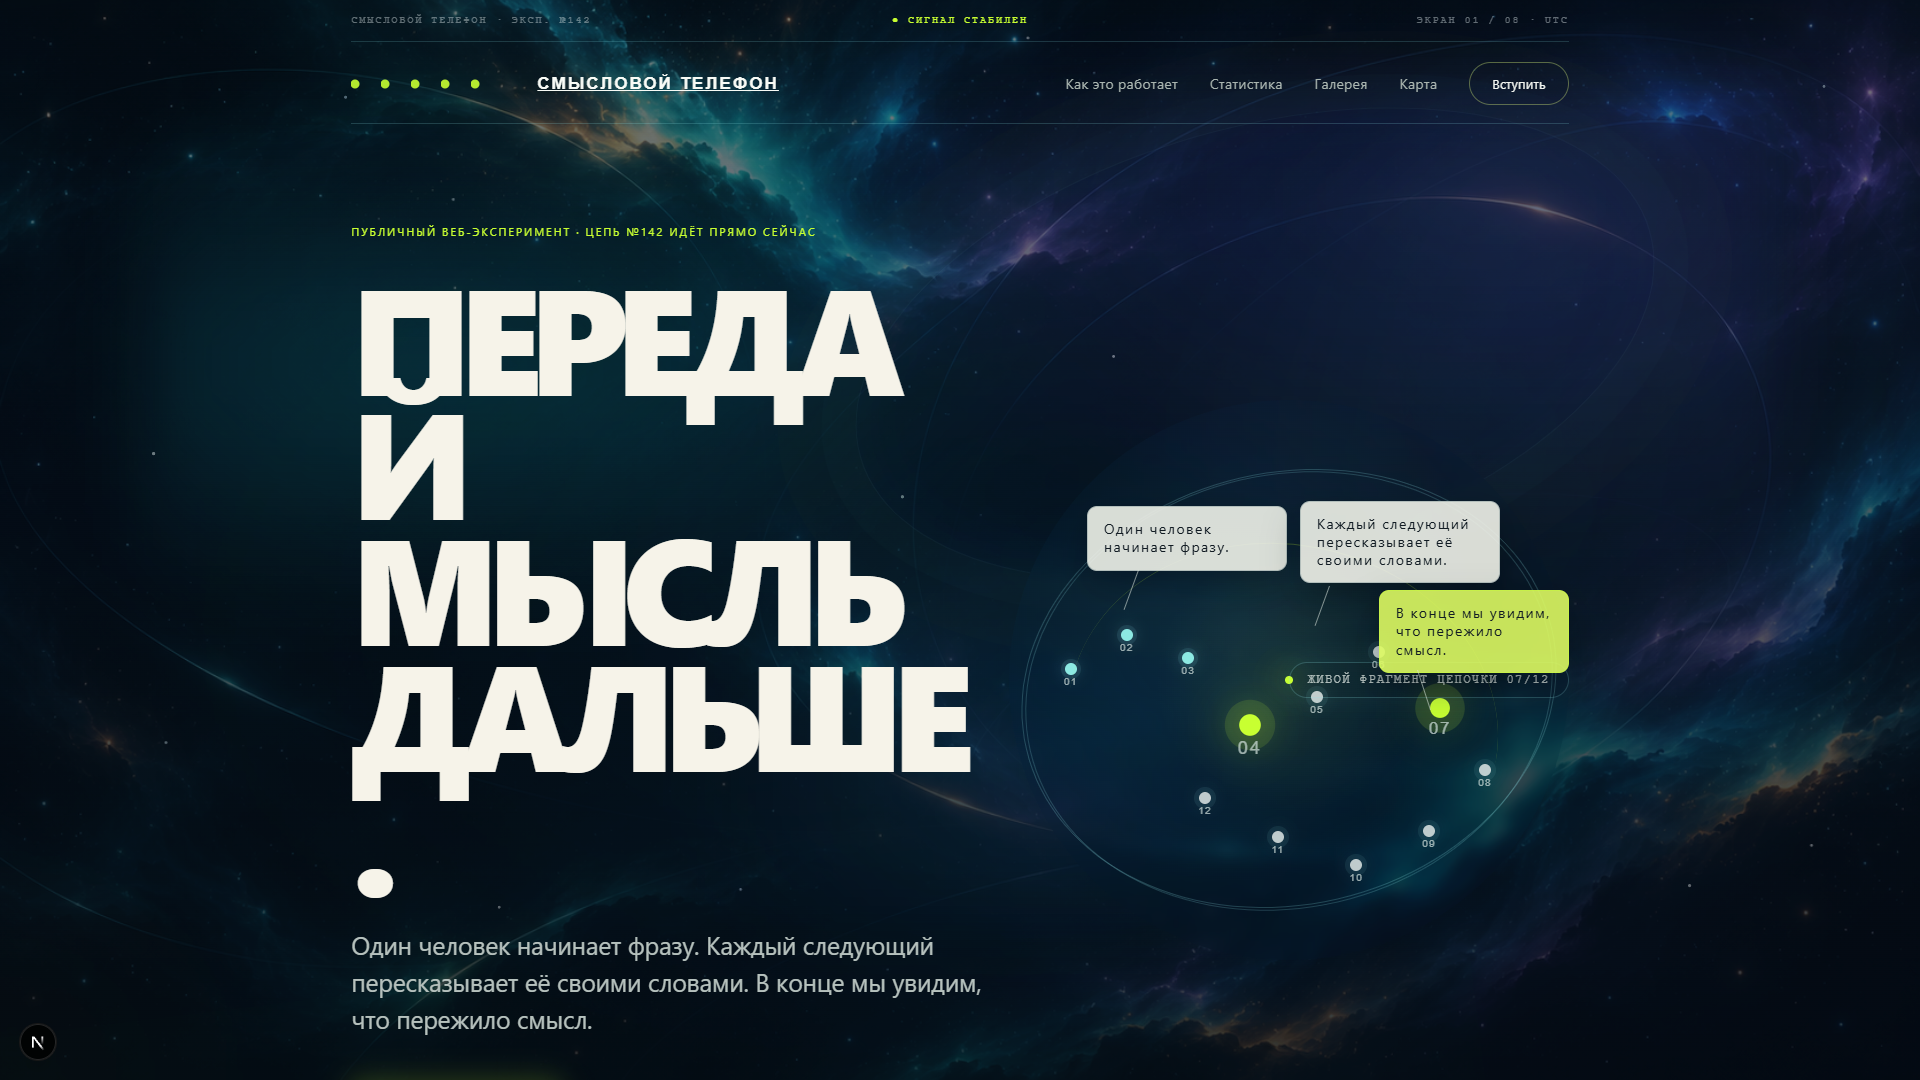 СМЫСЛОВОЙ ТЕЛЕФОН · ЭКСП. №142
СИГНАЛ СТАБИЛЕН
ЭКРАН 01 / 08 · UTC
СМЫСЛОВОЙ ТЕЛЕФОН
Как это работает
Статистика
Галерея
Карта
Вступить
ПУБЛИЧНЫЙ ВЕБ-ЭКСПЕРИМЕНТ · ЦЕПЬ №142 ИДЁТ ПРЯМО СЕЙЧАС
ПЕРЕДА
Й
МЫСЛЬ
ДАЛЬШЕ
.
Один человек начинает фразу. Каждый следующий
пересказывает её своими словами. В конце мы увидим,
что пережило смысл.
Один человек
начинает фразу.
Каждый следующий
пересказывает её
своими словами.
В конце мы увидим,
что пережило
смысл.
ЖИВОЙ ФРАГМЕНТ ЦЕПОЧКИ 07/12
01
02
03
04
05
07
08
09
10
11
12
N